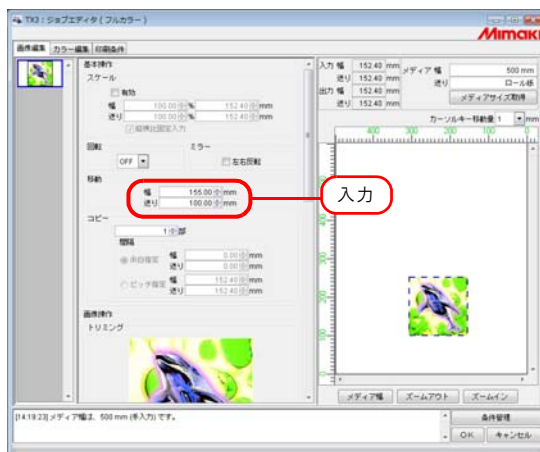 TX3 : ジョブエディタ ( フルカラー )
Mimaki
画像編集 カラー編集 印刷条件
基本操作
スケール
有効
幅 100.00 % 152.40 mm
送り 100.00 % 152.40 mm
縦横比固定入力
回転 ミラー
OFF 左右反転
移動
幅 155.00 mm
送り 100.00 mm
入力
コピー
1 部
間隔
余白指定 幅 0.00 mm
送り 0.00 mm
ピッチ指定 幅 152.40 mm
送り 152.40 mm
画像操作
トリミング
入力 幅 152.40 mm
送り 152.40 mm
出力 幅 152.40 mm
送り 152.40 mm
メディア 幅 500 mm
送り ロール紙
メディアサイズ取得
カーソルキー移動量 1 mm
400 300 200 100 0
メディア幅 ズームアウト ズームイン
[14:19:23] メディア幅は、500 mm (手入力) です。
条件管理
OK キャンセル